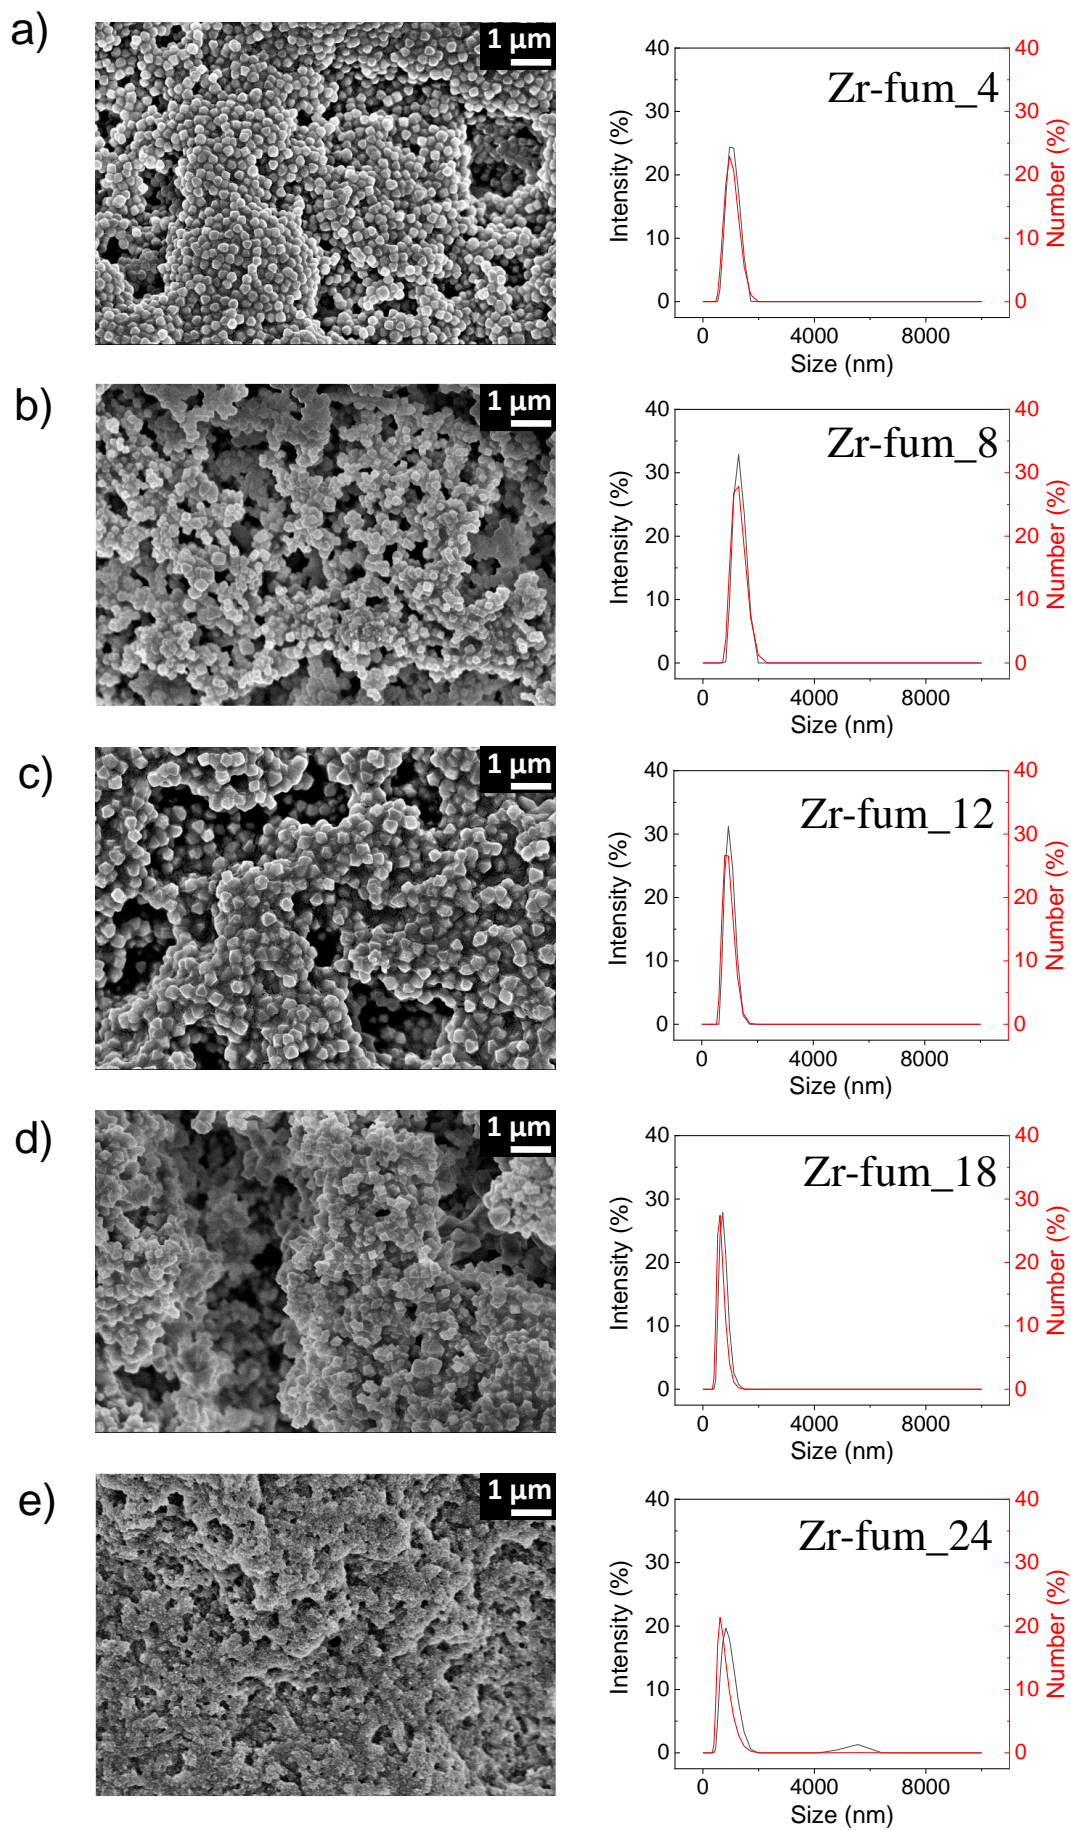 a)
1 µm
Zr-fum_4
40
30
20
10
0
Intensity (%)
40
30
20
10
0
Number (%)
0 4000 8000
Size (nm)
b)
1 µm
Zr-fum_8
40
30
20
10
0
Intensity (%)
40
30
20
10
0
Number (%)
0 4000 8000
Size (nm)
c)
1 µm
Zr-fum_12
40
30
20
10
0
Intensity (%)
40
30
20
10
0
Number (%)
0 4000 8000
Size (nm)
d)
1 µm
Zr-fum_18
40
30
20
10
0
Intensity (%)
40
30
20
10
0
Number (%)
0 4000 8000
Size (nm)
e)
1 µm
Zr-fum_24
40
30
20
10
0
Intensity (%)
40
30
20
10
0
Number (%)
0 4000 8000
Size (nm)